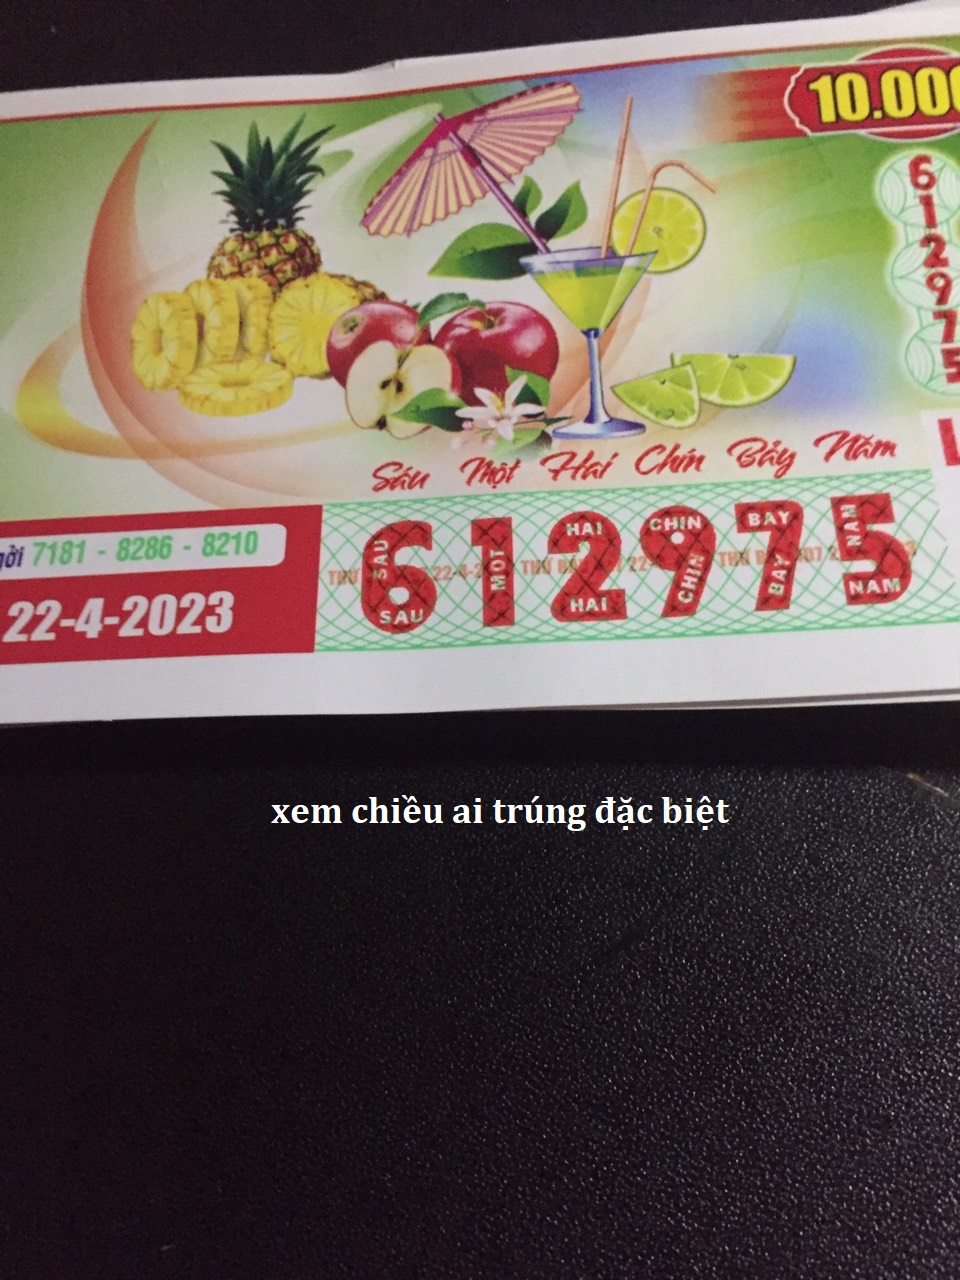 10.000
6
1
2
9
7
5
Sáu Một Hai Chín Bảy Năm
7181 - 8286 - 8210
22-4-2023
612975
SAU MOT HAI CHIN BAY NAM
SAU HAI CHIN BAY NAM
xem chiều ai trúng đặc biệt